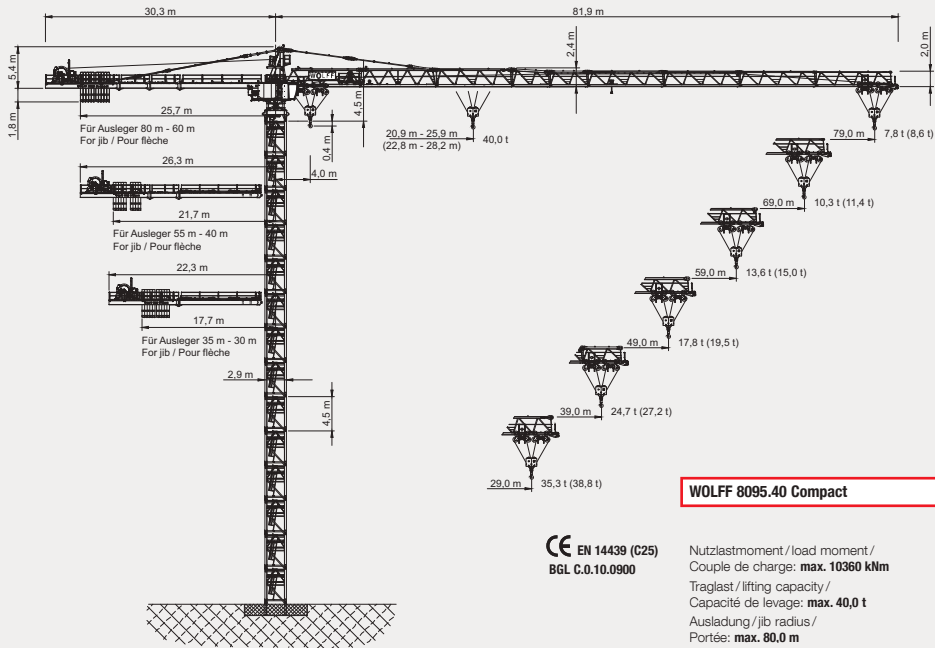 30,3 m
81,9 m
5,4 m
1,8 m
WOLFF
2,4 m
2,0 m
25,7 m
Für Ausleger 80 m - 60 m
For jib / Pour flèche
4,5 m
0,4 m
4,0 m
20,9 m - 25,9 m
(22,8 m - 28,2 m)
40,0 t
79,0 m
7,8 t (8,6 t)
26,3 m
21,7 m
Für Ausleger 55 m - 40 m
For jib / Pour flèche
69,0 m
10,3 t (11,4 t)
59,0 m
13,6 t (15,0 t)
22,3 m
17,7 m
Für Ausleger 35 m - 30 m
For jib / Pour flèche
49,0 m
17,8 t (19,5 t)
2,9 m
4,5 m
39,0 m
24,7 t (27,2 t)
29,0 m
35,3 t (38,8 t)
WOLFF 8095.40 Compact
CE EN 14439 (C25)
BGL C.0.10.0900
Nutzlastmoment / load moment /
Couple de charge: max. 10360 kNm
Traglast / lifting capacity /
Capacité de levage: max. 40,0 t
Ausladung / jib radius /
Portée: max. 80,0 m